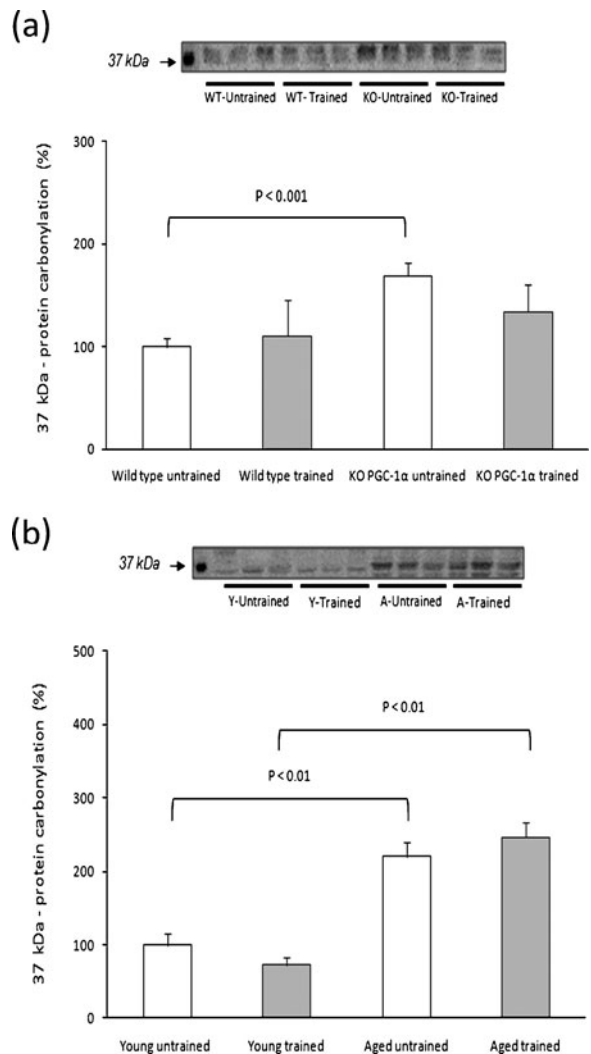 (a)
37 kDa
WT-Untrained WT- Trained KO-Untrained KO-Trained
37 kDa - protein carbonylation (%)
300
200
100
0
P < 0.001
Wild type untrained Wild type trained KO PGC-1α untrained KO PGC-1α trained
(b)
37 kDa
Y-Untrained Y-Trained A-Untrained A-Trained
37 kDa - protein carbonylation (%)
500
400
300
200
100
0
P < 0.01
P < 0.01
Young untrained Young trained Aged untrained Aged trained